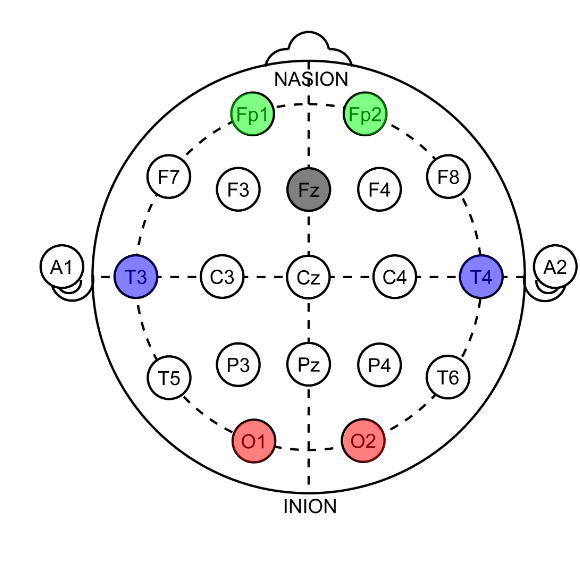 NASION
Fp1 Fp2
F7 F3 Fz F4 F8
A1 T3 C3 Cz C4 T4 A2
T5 P3 Pz P4 T6
O1 O2
INION